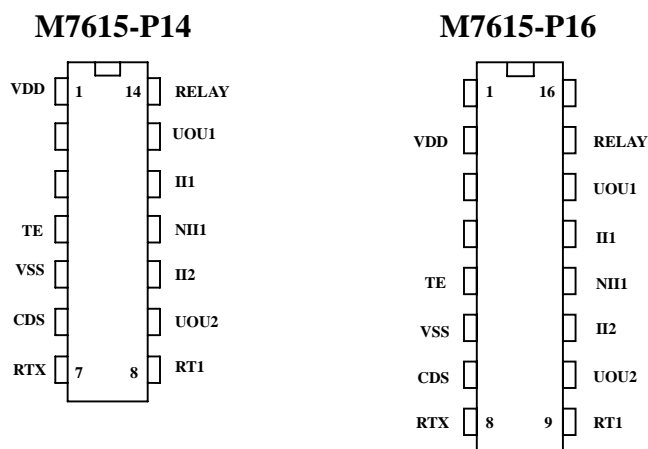 M7615-P14
VDD 1 14 RELAY
UOU1
II1
TE NII1
VSS II2
CDS UOU2
RTX 7 8 RT1
M7615-P16
1 16
VDD RELAY
UOU1
II1
TE NII1
VSS II2
CDS UOU2
RTX 8 9 RT1